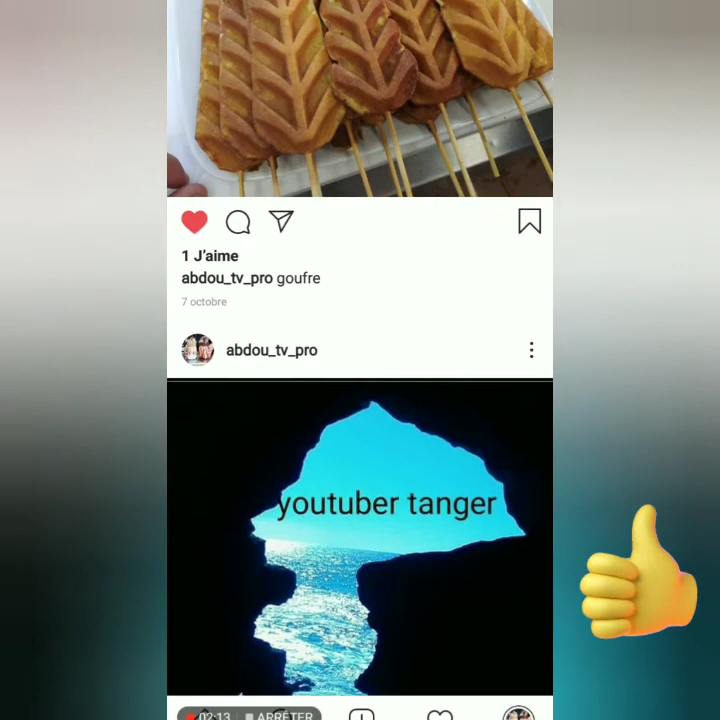 1 J'aime
abdou_tv_pro goufre
7 octobre
abdou_tv_pro
youtuber tanger
02:13 ARRÊTER